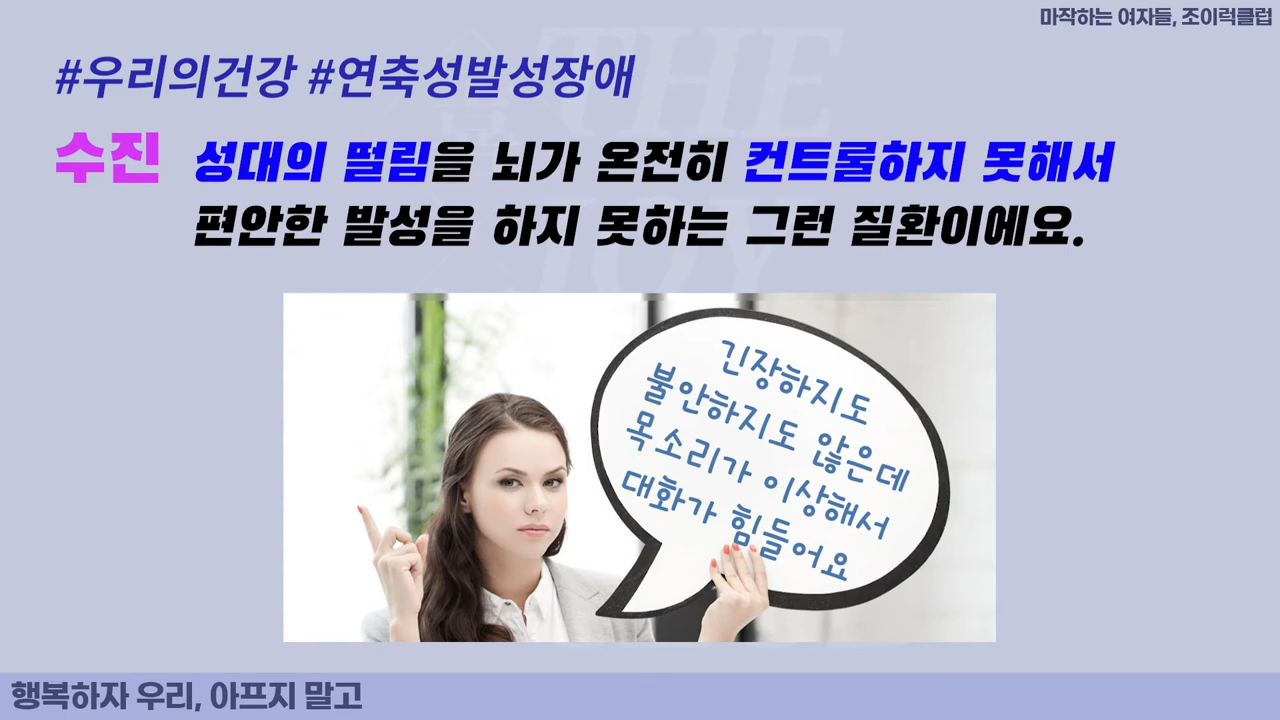 마작하는 여자들, 조이럭클럽
#우리의건강 #연축성발성장애
수진 성대의 떨림을 뇌가 온전히 컨트롤하지 못해서
편안한 발성을 하지 못하는 그런 질환이에요.
긴장하지도
불안하지도 않은데
목소리가 이상해서
대화가 힘들어요
행복하자 우리, 아프지 말고
THE
JOY